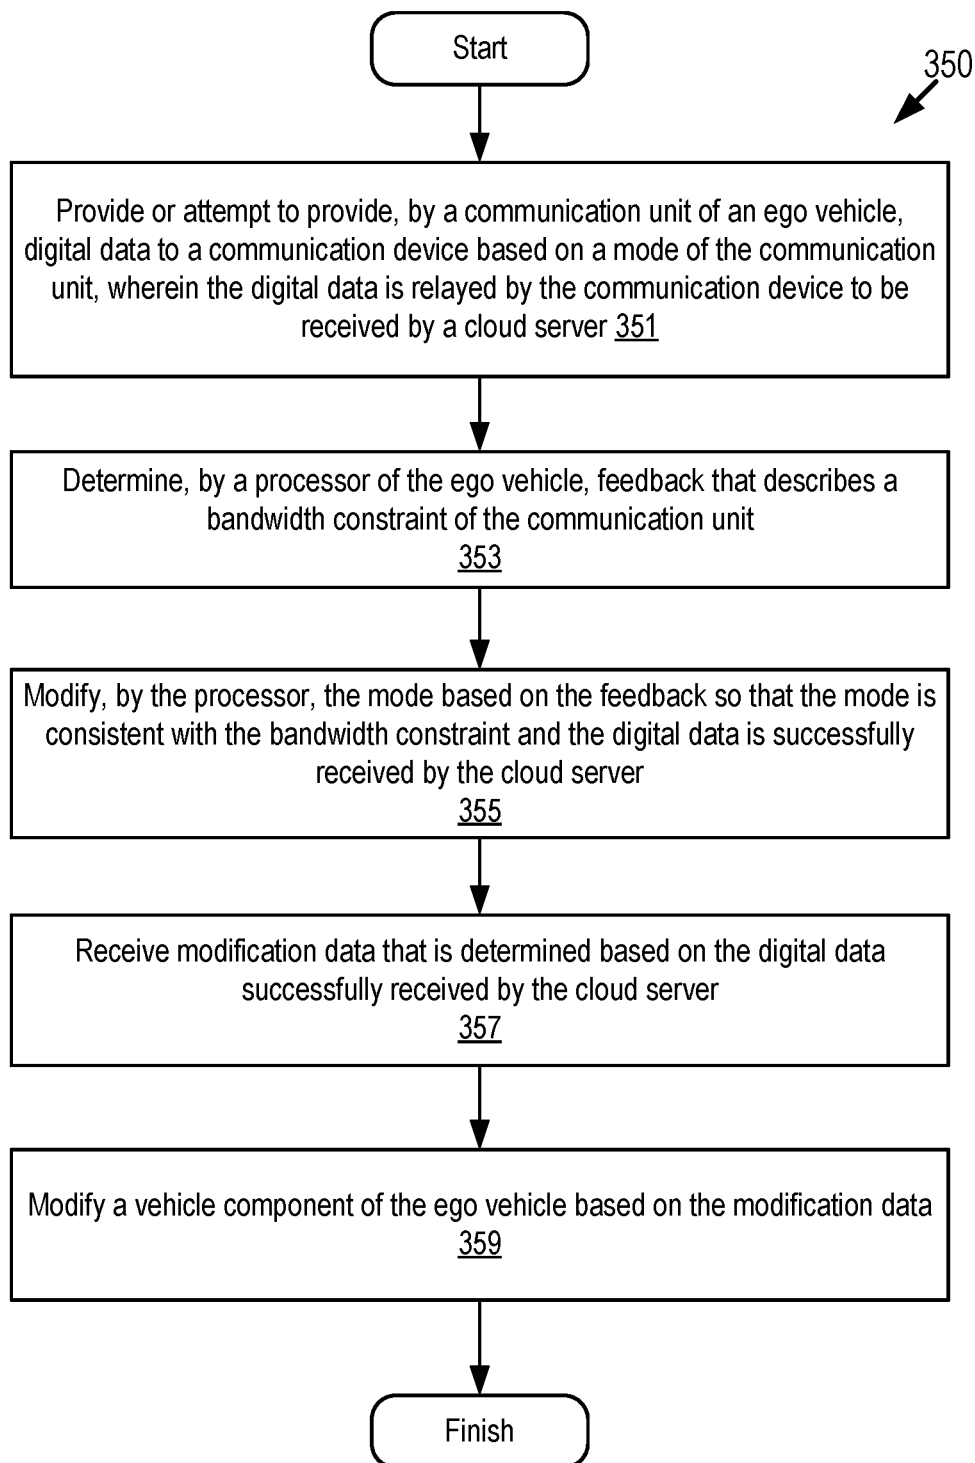 Start
350
Provide or attempt to provide, by a communication unit of an ego vehicle,
digital data to a communication device based on a mode of the communication
unit, wherein the digital data is relayed by the communication device to be
received by a cloud server 351
Determine, by a processor of the ego vehicle, feedback that describes a
bandwidth constraint of the communication unit
353
Modify, by the processor, the mode based on the feedback so that the mode is
consistent with the bandwidth constraint and the digital data is successfully
received by the cloud server
355
Receive modification data that is determined based on the digital data
successfully received by the cloud server
357
Modify a vehicle component of the ego vehicle based on the modification data
359
Finish